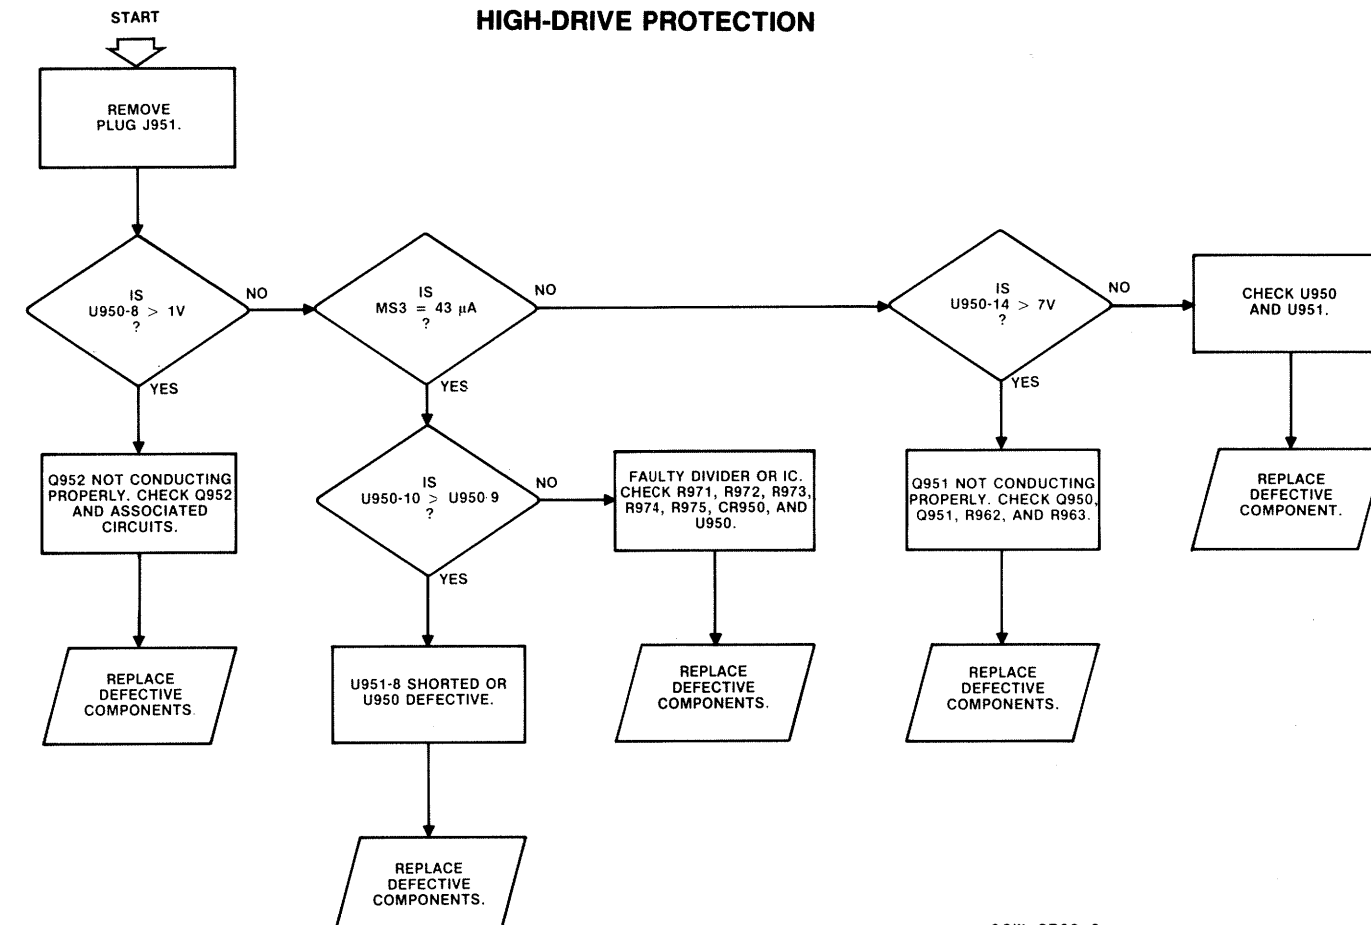 HIGH-DRIVE PROTECTION
START
REMOVE
PLUG J951.
IS
U950-8 > 1V
?
NO
YES
IS
MS3 = 43 µA
?
NO
YES
IS
U950-14 > 7V
?
NO
YES
CHECK U950
AND U951.
Q952 NOT CONDUCTING
PROPERLY. CHECK Q952
AND ASSOCIATED
CIRCUITS.
IS
U950-10 > U950-9
?
NO
YES
FAULTY DIVIDER OR IC.
CHECK R971, R972, R973,
R974, R975, CR950, AND
U950.
Q951 NOT CONDUCTING
PROPERLY. CHECK Q950,
Q951, R962, AND R963.
REPLACE
DEFECTIVE
COMPONENT.
REPLACE
DEFECTIVE
COMPONENTS.
U951-8 SHORTED OR
U950 DEFECTIVE.
REPLACE
DEFECTIVE
COMPONENTS.
REPLACE
DEFECTIVE
COMPONENTS.
REPLACE
DEFECTIVE
COMPONENTS.